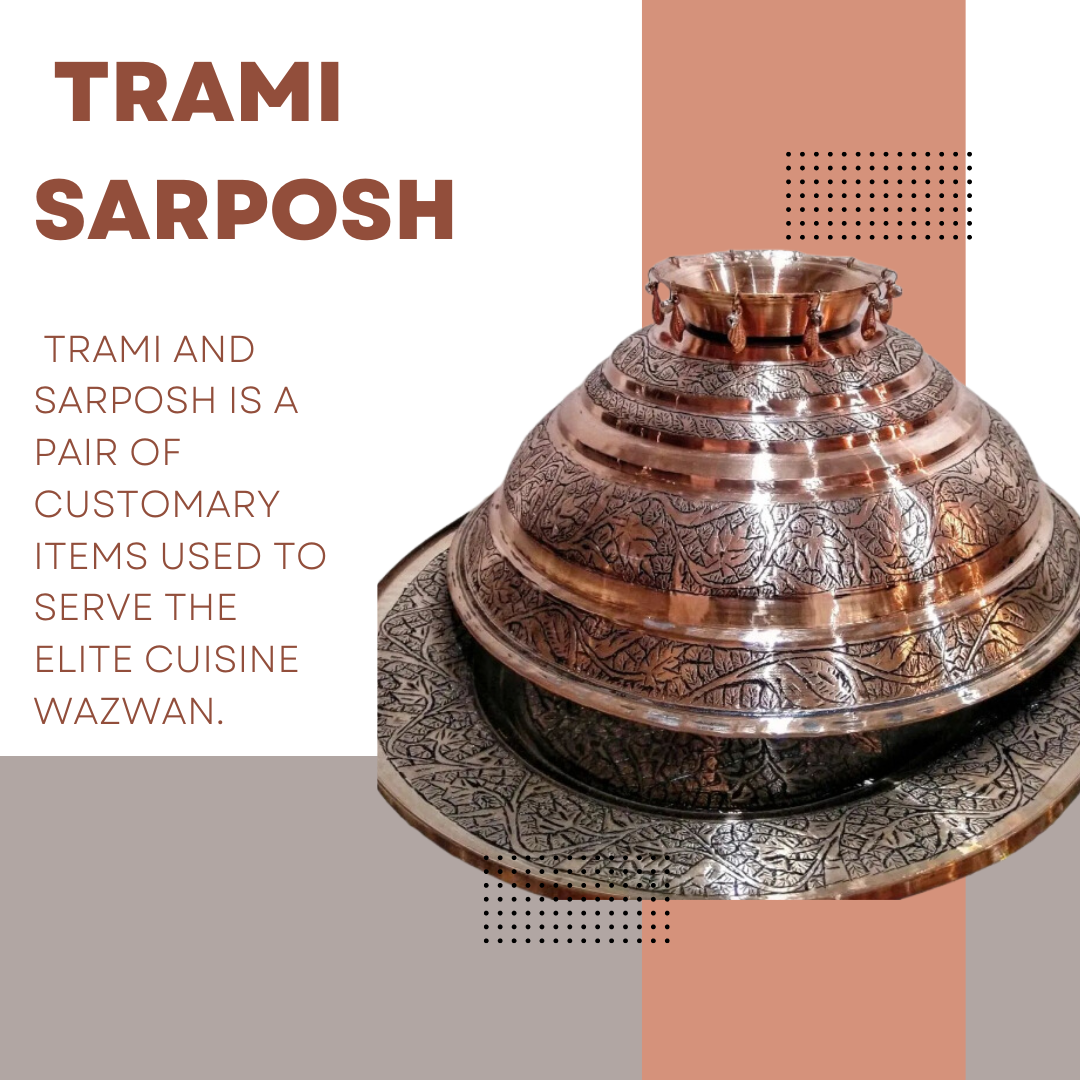 TRAMI
SARPOSH
TRAMI AND
SARPOSH IS A
PAIR OF
CUSTOMARY
ITEMS USED TO
SERVE THE
ELITE CUISINE
WAZWAN.